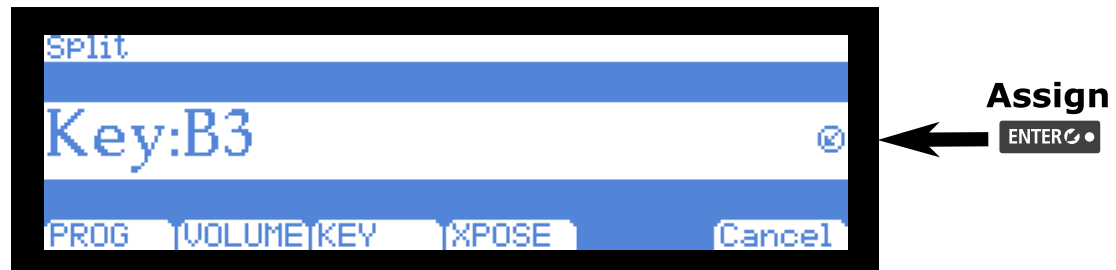 Split
Key:B3
Assign
ENTER
PROG VOLUME KEY XPOSE Cancel